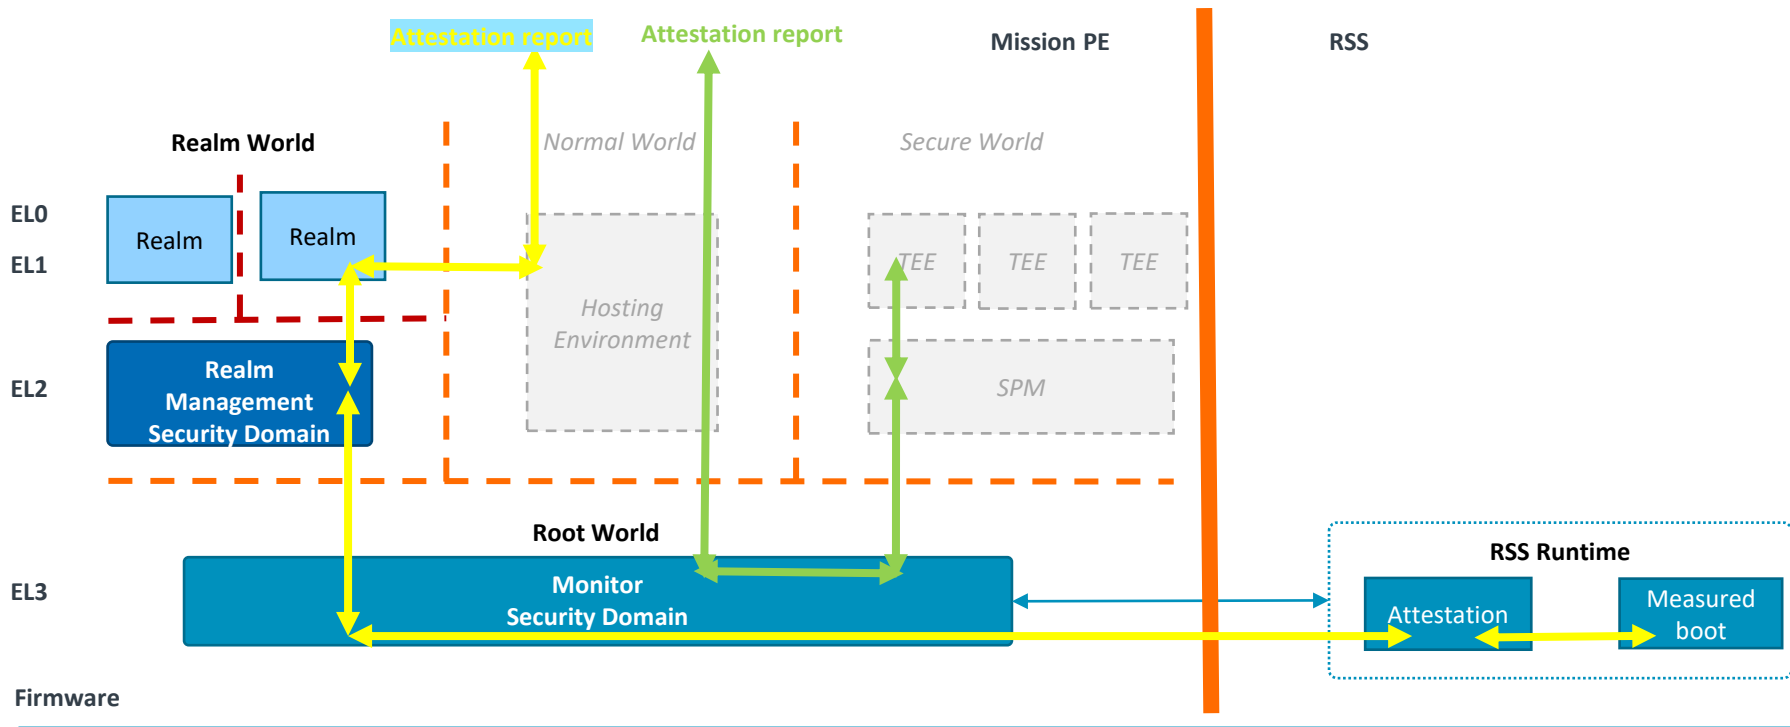 Attestation report
Attestation report
Mission PE
RSS
Realm World
Normal World
Secure World
EL0
EL1
EL2
EL3
Realm
Realm
TEE
TEE
TEE
Hosting
Environment
Realm
Management
Security Domain
SPM
Root World
Monitor
Security Domain
RSS Runtime
Attestation
Measured
boot
Firmware